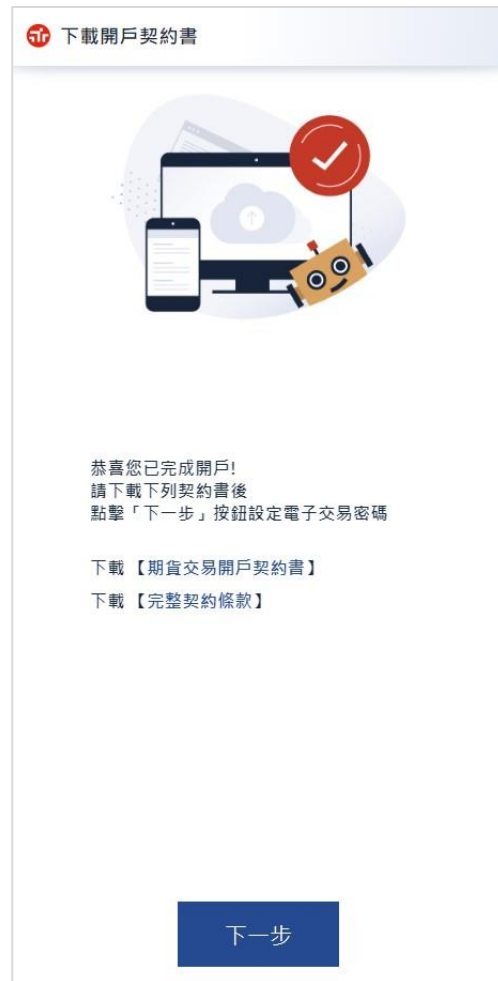 下載開戶契約書
恭喜您已完成開戶!
請下載下列契約書後
點擊「下一步」按鈕設定電子交易密碼
下載【期貨交易開戶契約書】
下載【完整契約條款】
下一步